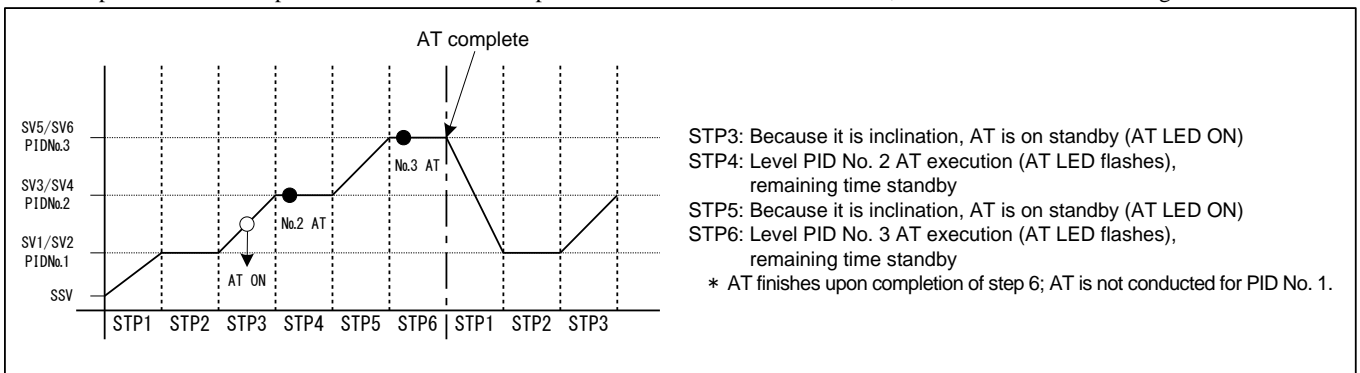 AT complete
SV5/SV6
PIDNo.3
No.3 AT
SV3/SV4
PIDNo.2
No.2 AT
SV1/SV2
PIDNo.1
AT ON
SSV
STP1 STP2 STP3 STP4 STP5 STP6 STP1 STP2 STP3
STP3: Because it is inclination, AT is on standby (AT LED ON)
STP4: Level PID No. 2 AT execution (AT LED flashes),
remaining time standby
STP5: Because it is inclination, AT is on standby (AT LED ON)
STP6: Level PID No. 3 AT execution (AT LED flashes),
remaining time standby
* AT finishes upon completion of step 6; AT is not conducted for PID No. 1.